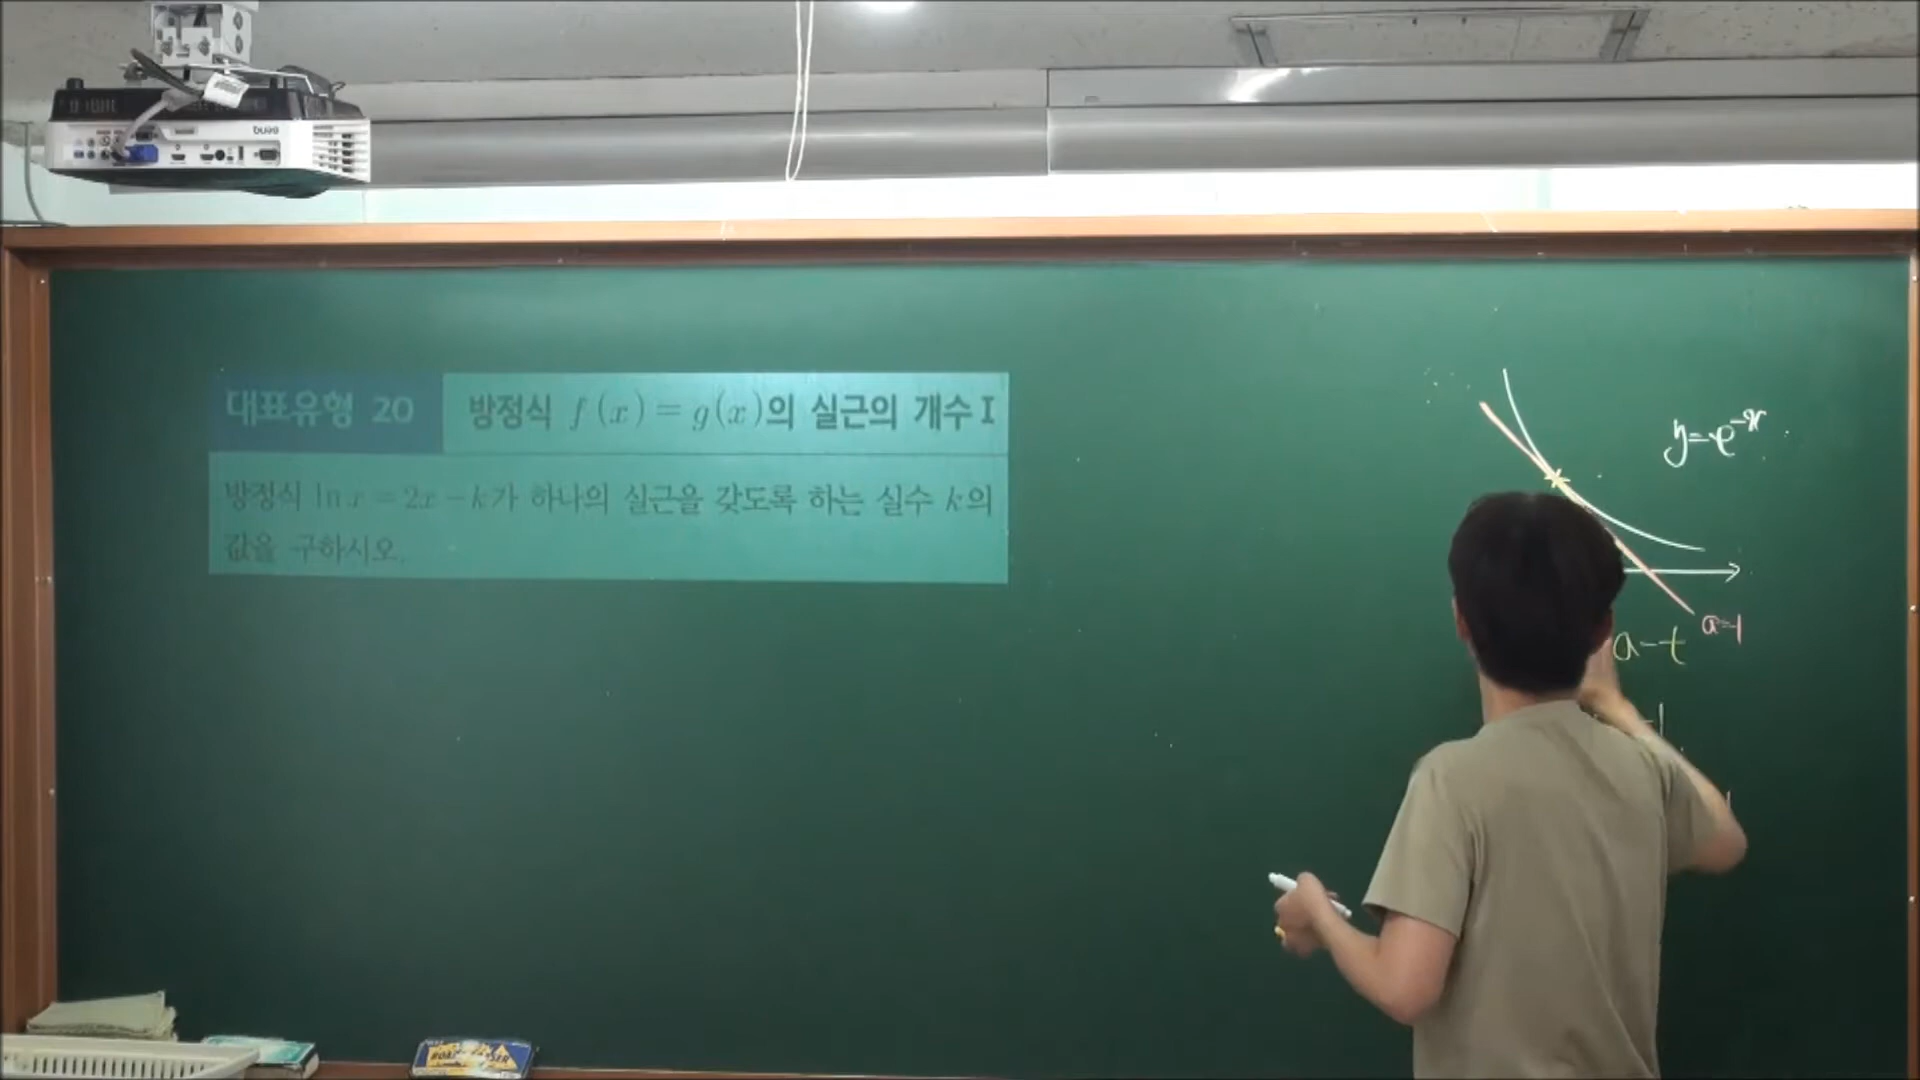 대표유형 20
방정식 f(x)=g(x)의 실근의 개수 I
방정식 ln x = 2x - k가 하나의 실근을 갖도록 하는 실수 k의
값을 구하시오.
y=e^{-x}
a=1
a-t
BenQ